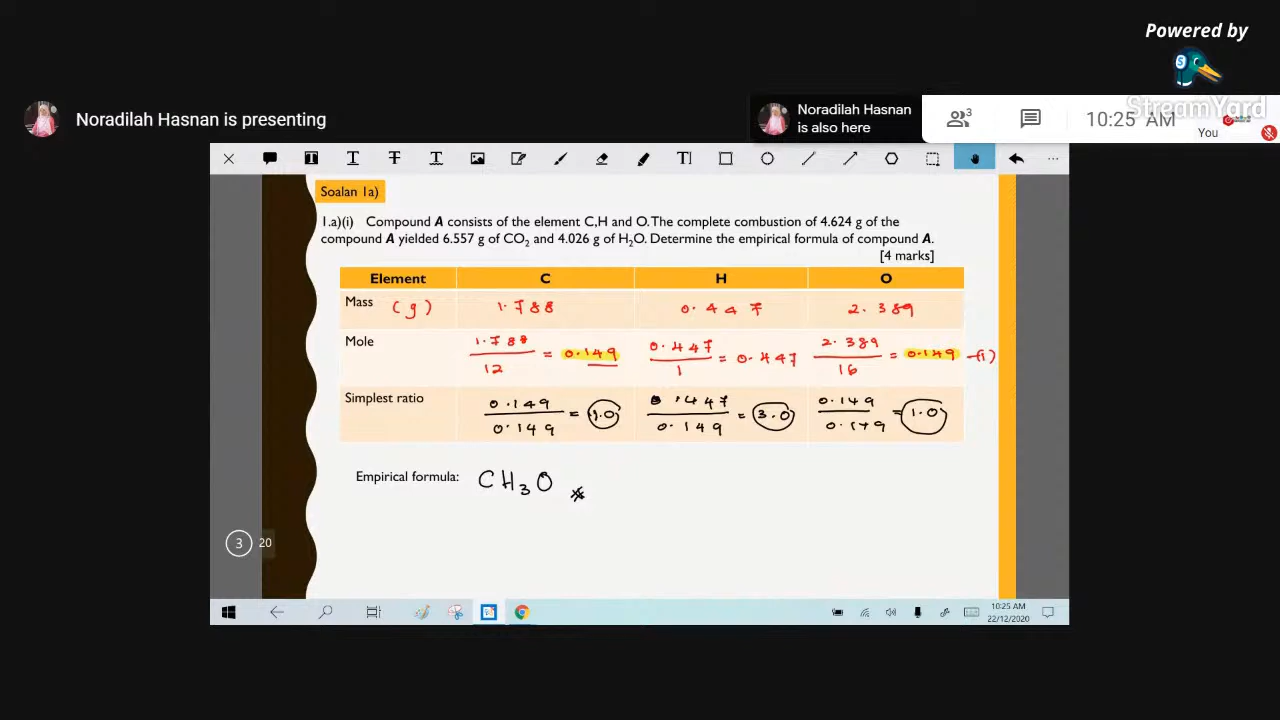 Powered by
StreamYard
Noradilah Hasnan is presenting
Noradilah Hasnan
is also here
3
10:25 AM
You
Soalan 1a)
1.a)(i) Compound A consists of the element C,H and O. The complete combustion of 4.624 g of the
compound A yielded 6.557 g of CO2 and 4.026 g of H2O. Determine the empirical formula of compound A.
[4 marks]
Element C H O
Mass (g) 1.788 0.447 2.389
Mole 1.788/12 = 0.149 0.447/1 = 0.447 2.389/16 = 0.149 -(1)
Simplest ratio 0.149/0.149 = 1.0 0.447/0.149 = 3.0 0.149/0.149 = 1.0
Empirical formula: CH3O
3 20
10:25 AM
22/12/2020